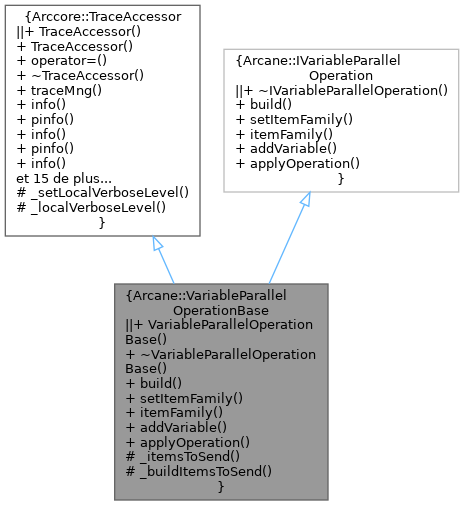 {Arccore::TraceAccessor
||+ TraceAccessor()
+ TraceAccessor()
+ operator=()
+ ~TraceAccessor()
+ traceMng()
+ info()
+ pinfo()
+ info()
+ pinfo()
+ info()
et 15 de plus...
# _setLocalVerboseLevel()
# _localVerboseLevel()
}
{Arcane::IVariableParallel
Operation
||+ ~IVariableParallelOperation()
+ build()
+ setItemFamily()
+ itemFamily()
+ addVariable()
+ applyOperation()
}
{Arcane::VariableParallel
OperationBase
||+ VariableParallelOperation
Base()
+ ~VariableParallelOperation
Base()
+ build()
+ setItemFamily()
+ itemFamily()
+ addVariable()
+ applyOperation()
# _itemsToSend()
# _buildItemsToSend()
}